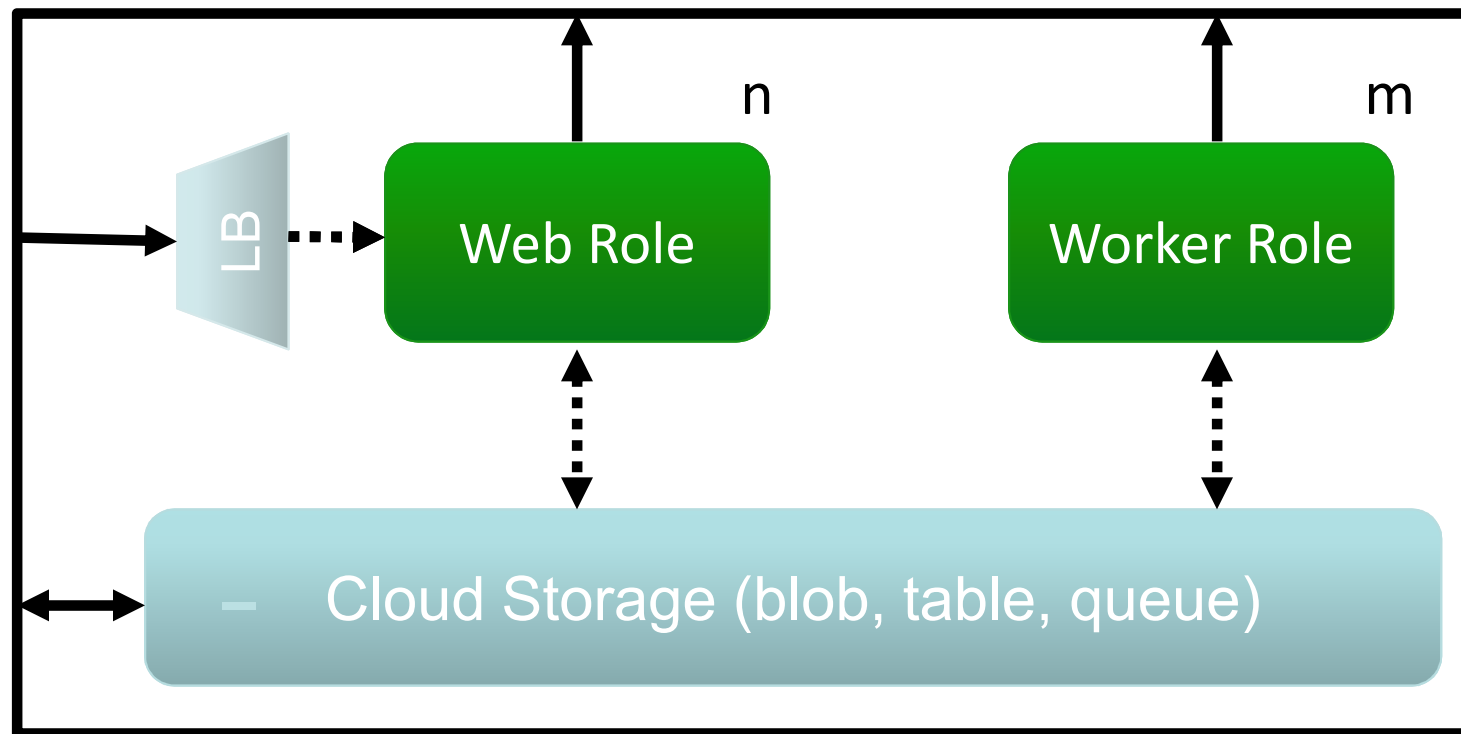 n
m
LB
Web Role
Worker Role
– Cloud Storage (blob, table, queue)